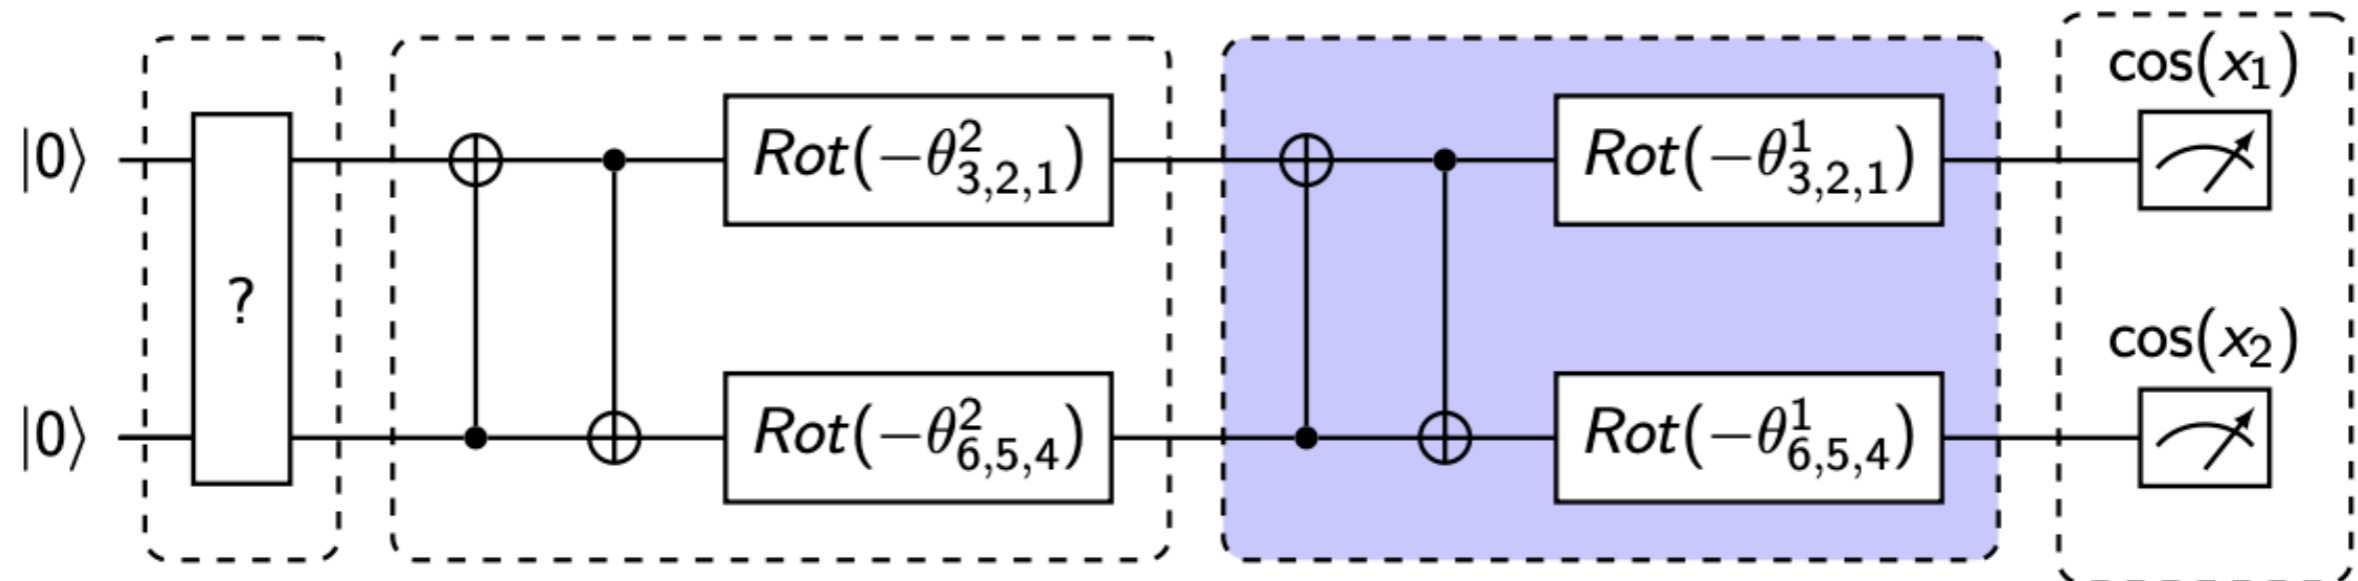 cos(x₁)
|0⟩ Rot(−θ²₃,₂,₁) Rot(−θ¹₃,₂,₁)
?
cos(x₂)
|0⟩ Rot(−θ²₆,₅,₄) Rot(−θ¹₆,₅,₄)